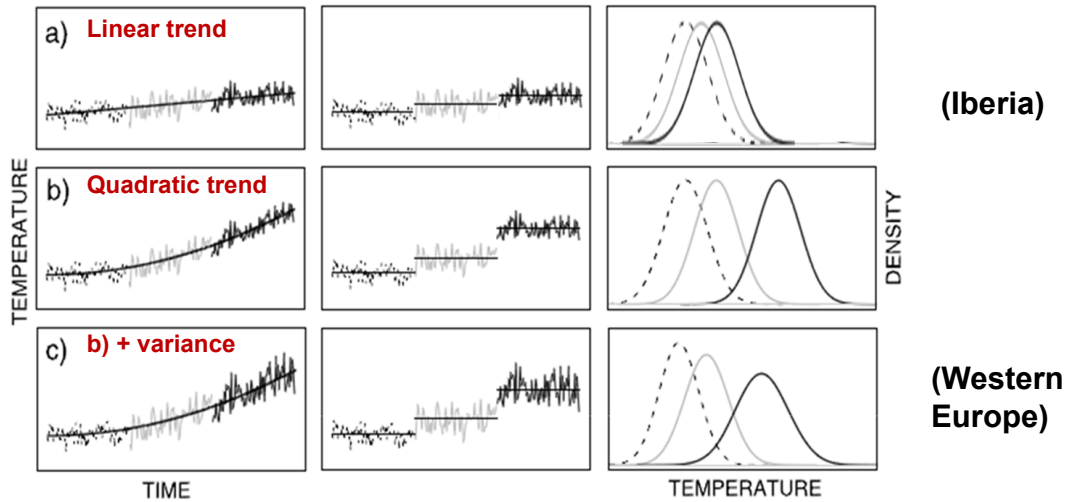 a) Linear trend
(Iberia)
TEMPERATURE
b) Quadratic trend
DENSITY
c) b) + variance
(Western
Europe)
TIME
TEMPERATURE